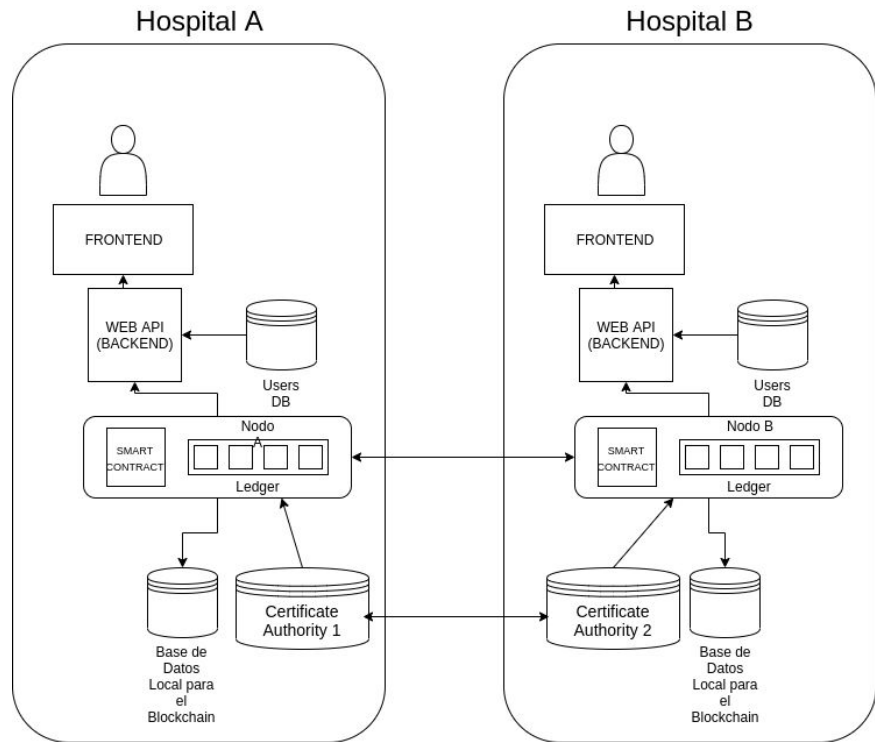 Hospital A
FRONTEND
WEB API
(BACKEND)
Users
DB
Nodo
A
SMART
CONTRACT
Ledger
Base de
Datos
Local para
el
Blockchain
Certificate
Authority 1
Hospital B
FRONTEND
WEB API
(BACKEND)
Users
DB
Nodo B
SMART
CONTRACT
Ledger
Certificate
Authority 2
Base de
Datos
Local para
el
Blockchain